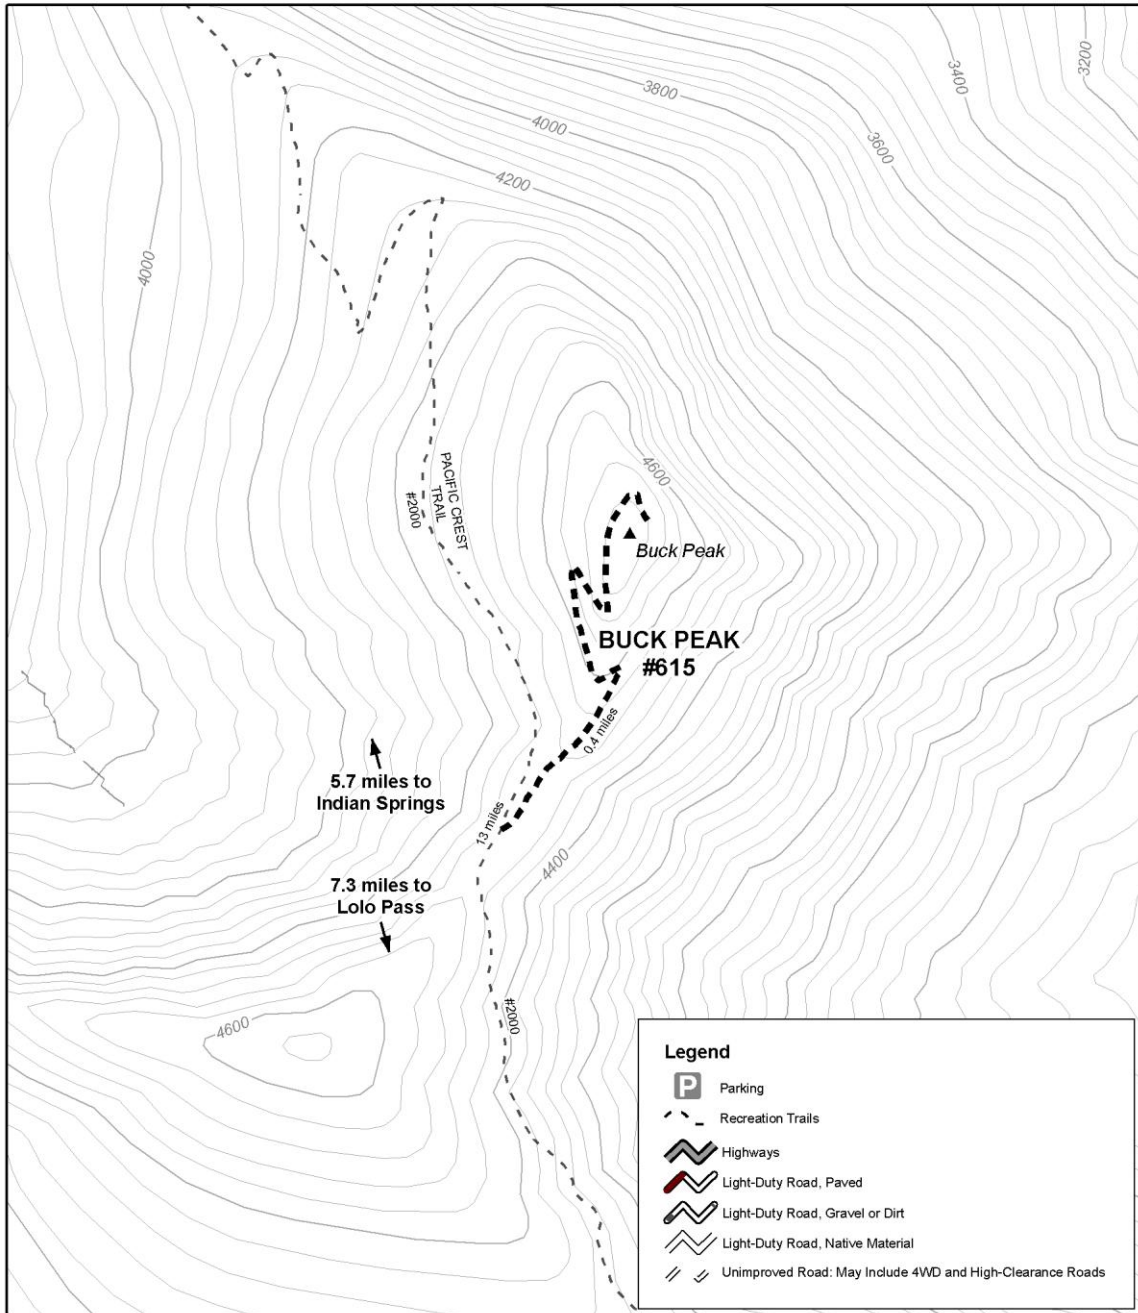 3200
3400
3800
4000
3600
4200
4000
4600
PACIFIC CREST
TRAIL
#2000
Buck Peak
BUCK PEAK
#615
0.4 miles
5.7 miles to
Indian Springs
13 miles
4400
7.3 miles to
Lolo Pass
#2000
4600
Legend
P
Parking
Recreation Trails
Highways
Light-Duty Road, Paved
Light-Duty Road, Gravel or Dirt
Light-Duty Road, Native Material
Unimproved Road: May Include 4WD and High-Clearance Roads